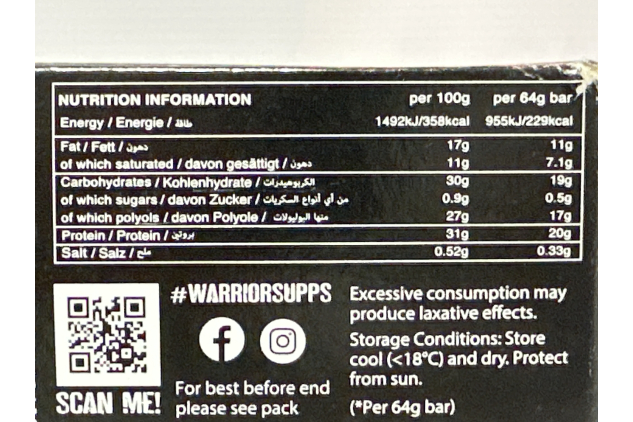 NUTRITION INFORMATION per 100g per 64g bar
Energy / Energie / طاقة 1492kJ/358kcal 955kJ/229kcal
Fat / Fett / دهون 17g 11g
of which saturated / davon gesättigt / دهون 11g 7.1g
Carbohydrates / Kohlenhydrate / الكربوهيدرات 30g 19g
of which sugars / davon Zucker / من أي أنواع السكريات 0.9g 0.5g
of which polyols / davon Polyole / منها البوليولات 27g 17g
Protein / Protein / بروتين 31g 20g
Salt / Salz / ملح 0.52g 0.33g
#WARRIORSUPPS
For best before end
please see pack
SCAN ME!
Excessive consumption may
produce laxative effects.
Storage Conditions: Store
cool (<18°C) and dry. Protect
from sun.
(*Per 64g bar)